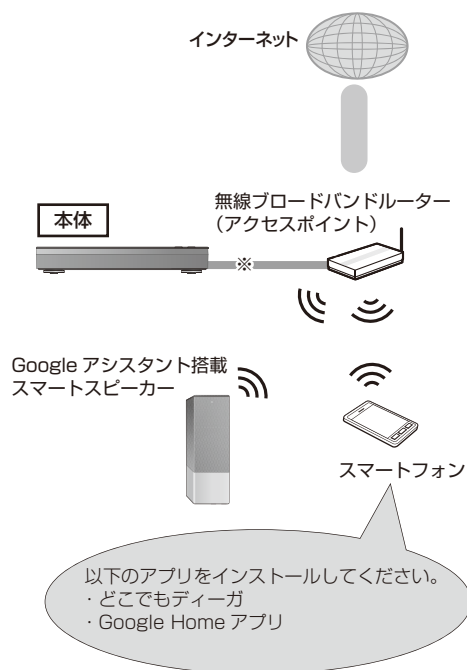 インターネット
無線ブロードバンドルーター
（アクセスポイント）
本体
※
Google アシスタント搭載
スマートスピーカー
スマートフォン
以下のアプリをインストールしてください。
・どこでもディーガ
・Google Home アプリ